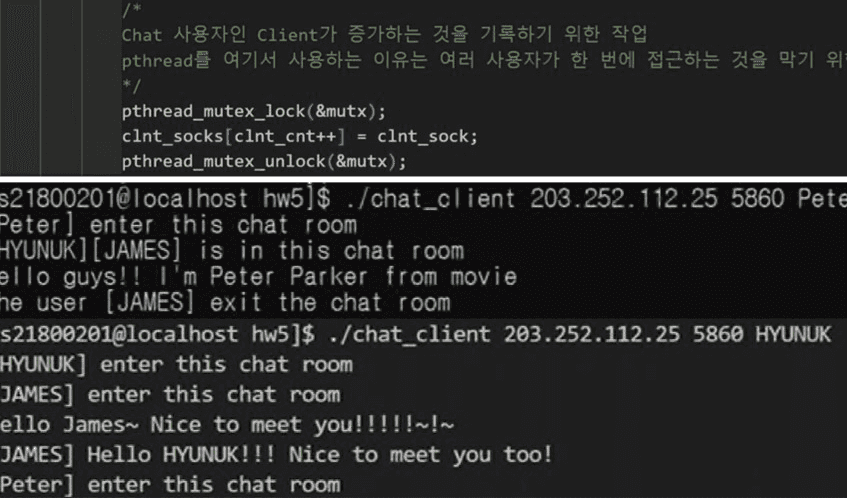 /*
Chat 사용자인 Client가 증가하는 것을 기록하기 위한 작업
pthread를 여기서 사용하는 이유는 여러 사용자가 한 번에 접근하는 것을 막기 위
*/
pthread_mutex_lock(&mutx);
clnt_socks[clnt_cnt++] = clnt_sock;
pthread_mutex_unlock(&mutx);
s21800201@localhost hw5]$ ./chat_client 203.252.112.25 5860 Pete
Peter] enter this chat room
HYUNUK][JAMES] is in this chat room
ello guys!! I'm Peter Parker from movie
he user [JAMES] exit the chat room
s21800201@localhost hw5]$ ./chat_client 203.252.112.25 5860 HYUNUK
HYUNUK] enter this chat room
JAMES] enter this chat room
ello James~ Nice to meet you!!!!!~!~
JAMES] Hello HYUNUK!!! Nice to meet you too!
Peter] enter this chat room